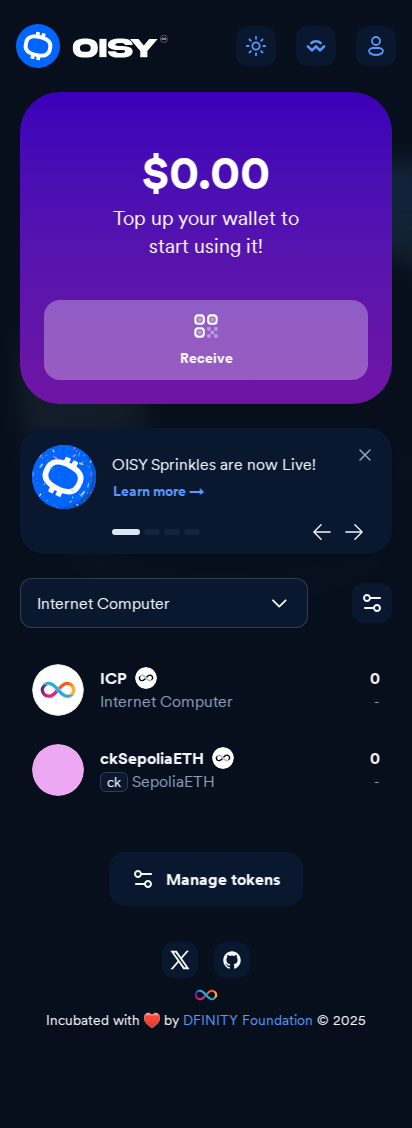 OISY
$0.00
Top up your wallet to
start using it!
Receive
OISY Sprinkles are now Live!
Learn more →
Internet Computer
ICP
0
Internet Computer
-
ckSepoliaETH
0
ck SepoliaETH
-
Manage tokens
Incubated with ❤️ by DFINITY Foundation © 2025